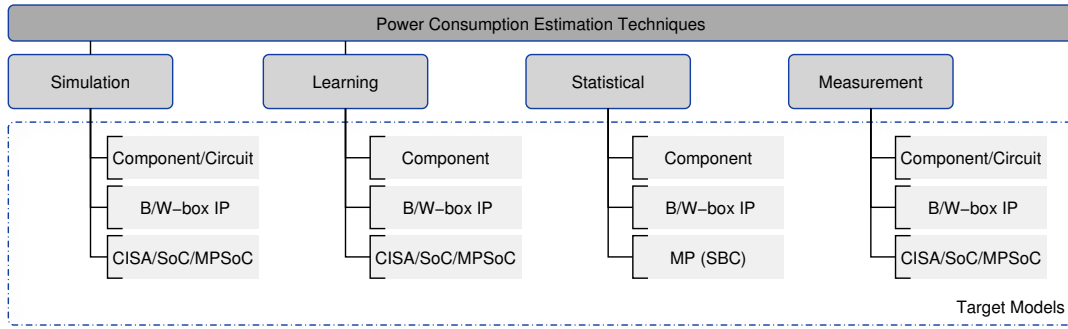 Power Consumption Estimation Techniques
Simulation
Learning
Statistical
Measurement
Component/Circuit
B/W−box IP
CISA/SoC/MPSoC
Component
B/W−box IP
CISA/SoC/MPSoC
Component
B/W−box IP
MP (SBC)
Component/Circuit
B/W−box IP
CISA/SoC/MPSoC
Target Models